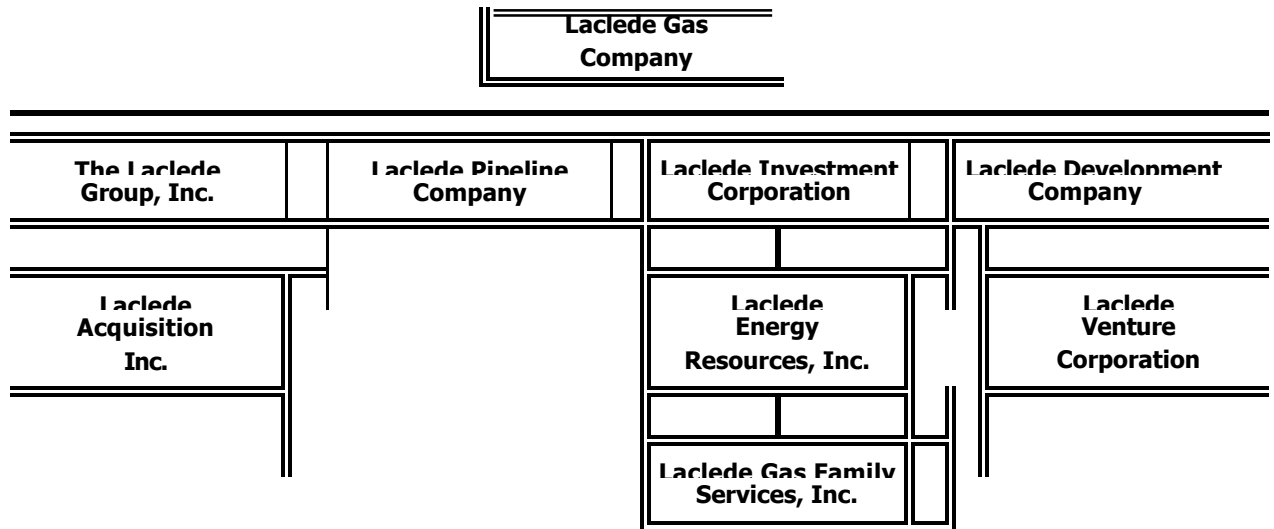 Laclede Gas
Company
The Laclede
Group, Inc.
Laclede Pipeline
Company
Laclede Investment
Corporation
Laclede Development
Company
Laclede
Acquisition
Inc.
Laclede
Energy
Resources, Inc.
Laclede
Venture
Corporation
Laclede Gas Family
Services, Inc.